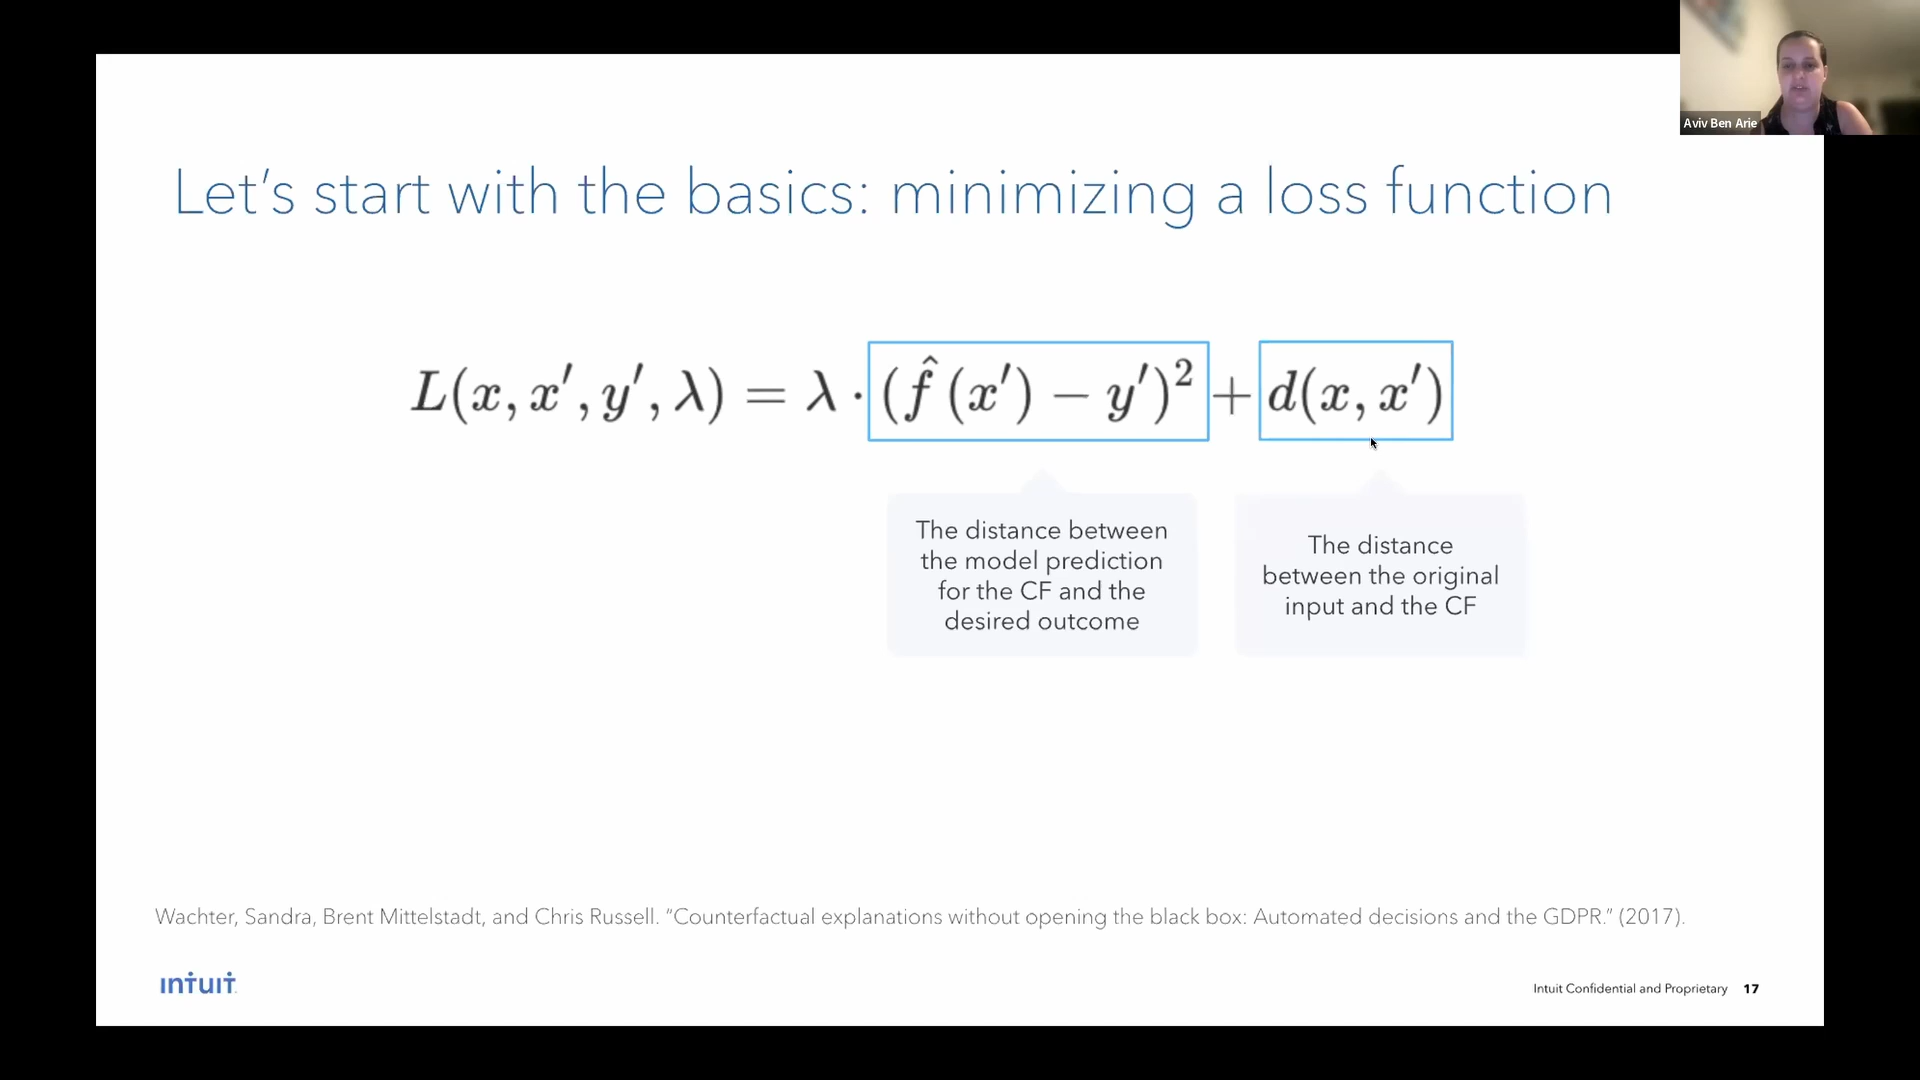 Aviv Ben Arie
Let's start with the basics: minimizing a loss function
L(x, x′, y′, λ) = λ · (f̂ (x′) − y′)² + d(x, x′)
The distance between
the model prediction
for the CF and the
desired outcome
The distance
between the original
input and the CF
Wachter, Sandra, Brent Mittelstadt, and Chris Russell. "Counterfactual explanations without opening the black box: Automated decisions and the GDPR." (2017).
intuit
Intuit Confidential and Proprietary 17